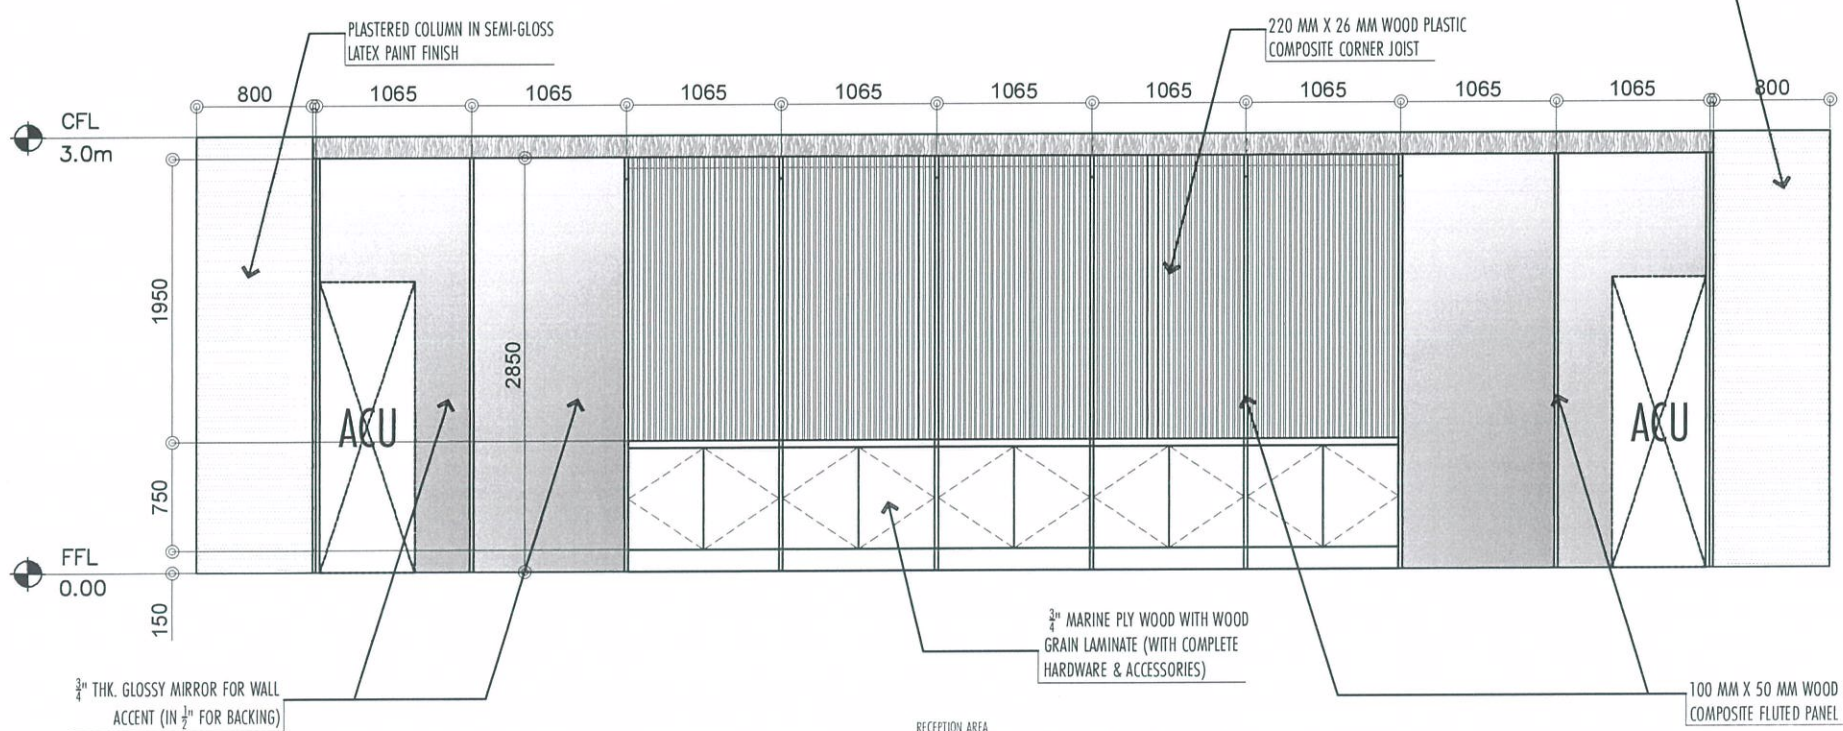 PLASTERED COLUMN IN SEMI-GLOSS
LATEX PAINT FINISH
220 MM X 26 MM WOOD PLASTIC
COMPOSITE CORNER JOIST
800 1065 1065 1065 1065 1065 1065 1065 1065 1065 800
CFL
3.0m
1950
2850
ACU
ACU
750
FFL
0.00
150
3/4" MARINE PLY WOOD WITH WOOD
GRAIN LAMINATE (WITH COMPLETE
HARDWARE & ACCESSORIES)
3/4" THK. GLOSSY MIRROR FOR WALL
ACCENT (IN 1/2" FOR BACKING)
100 MM X 50 MM WOOD
COMPOSITE FLUTED PANEL
RECEPTION AREA